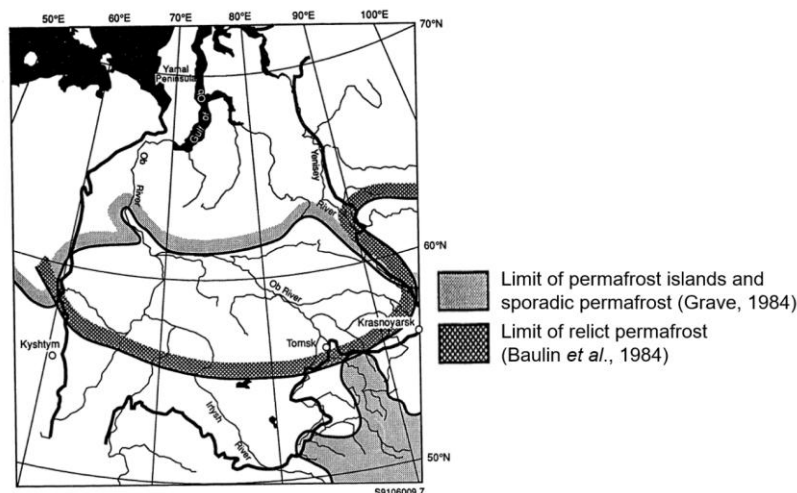 50°E 60°E 70°E 80°E 90°E 100°E
70°N
Yamal
Peninsula
Gulf of Ob
Ob
River
Yenisey
River
60°N
Ob River
Krasnoyarsk
Tomsk
Kyshtym
Irtysh
River
50°N
S9106009.7
Limit of permafrost islands and
sporadic permafrost (Grave, 1984)
Limit of relict permafrost
(Baulin et al., 1984)